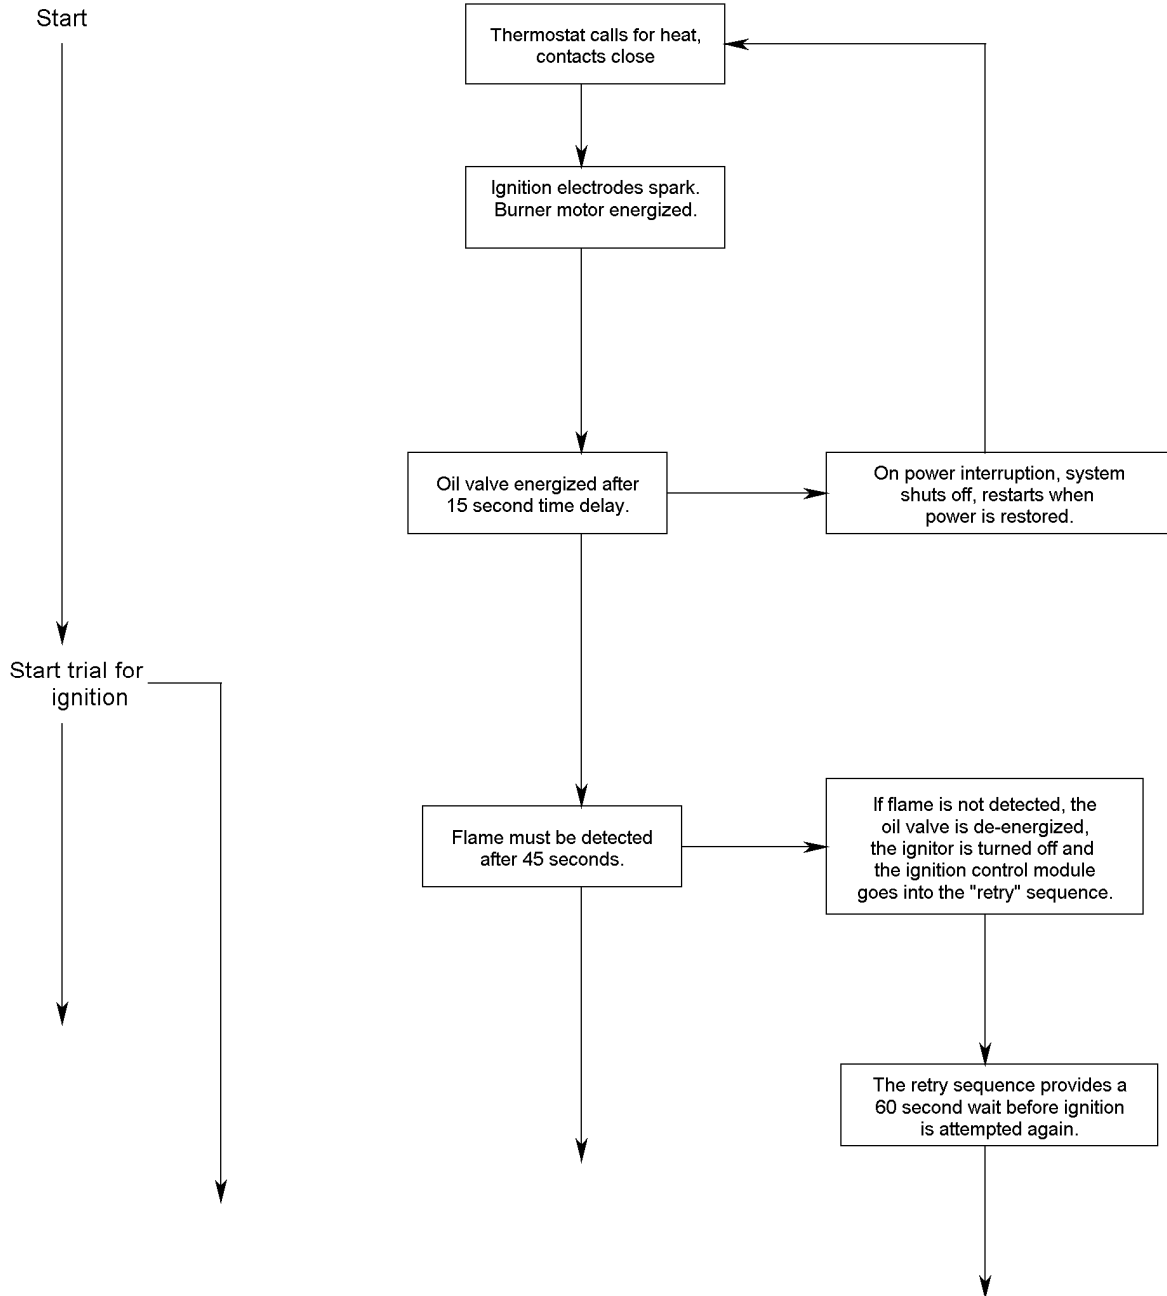 Start
Thermostat calls for heat,
contacts close
Ignition electrodes spark.
Burner motor energized.
Oil valve energized after
15 second time delay.
On power interruption, system
shuts off, restarts when
power is restored.
Start trial for
ignition
Flame must be detected
after 45 seconds.
If flame is not detected, the
oil valve is de-energized,
the ignitor is turned off and
the ignition control module
goes into the "retry" sequence.
The retry sequence provides a
60 second wait before ignition
is attempted again.